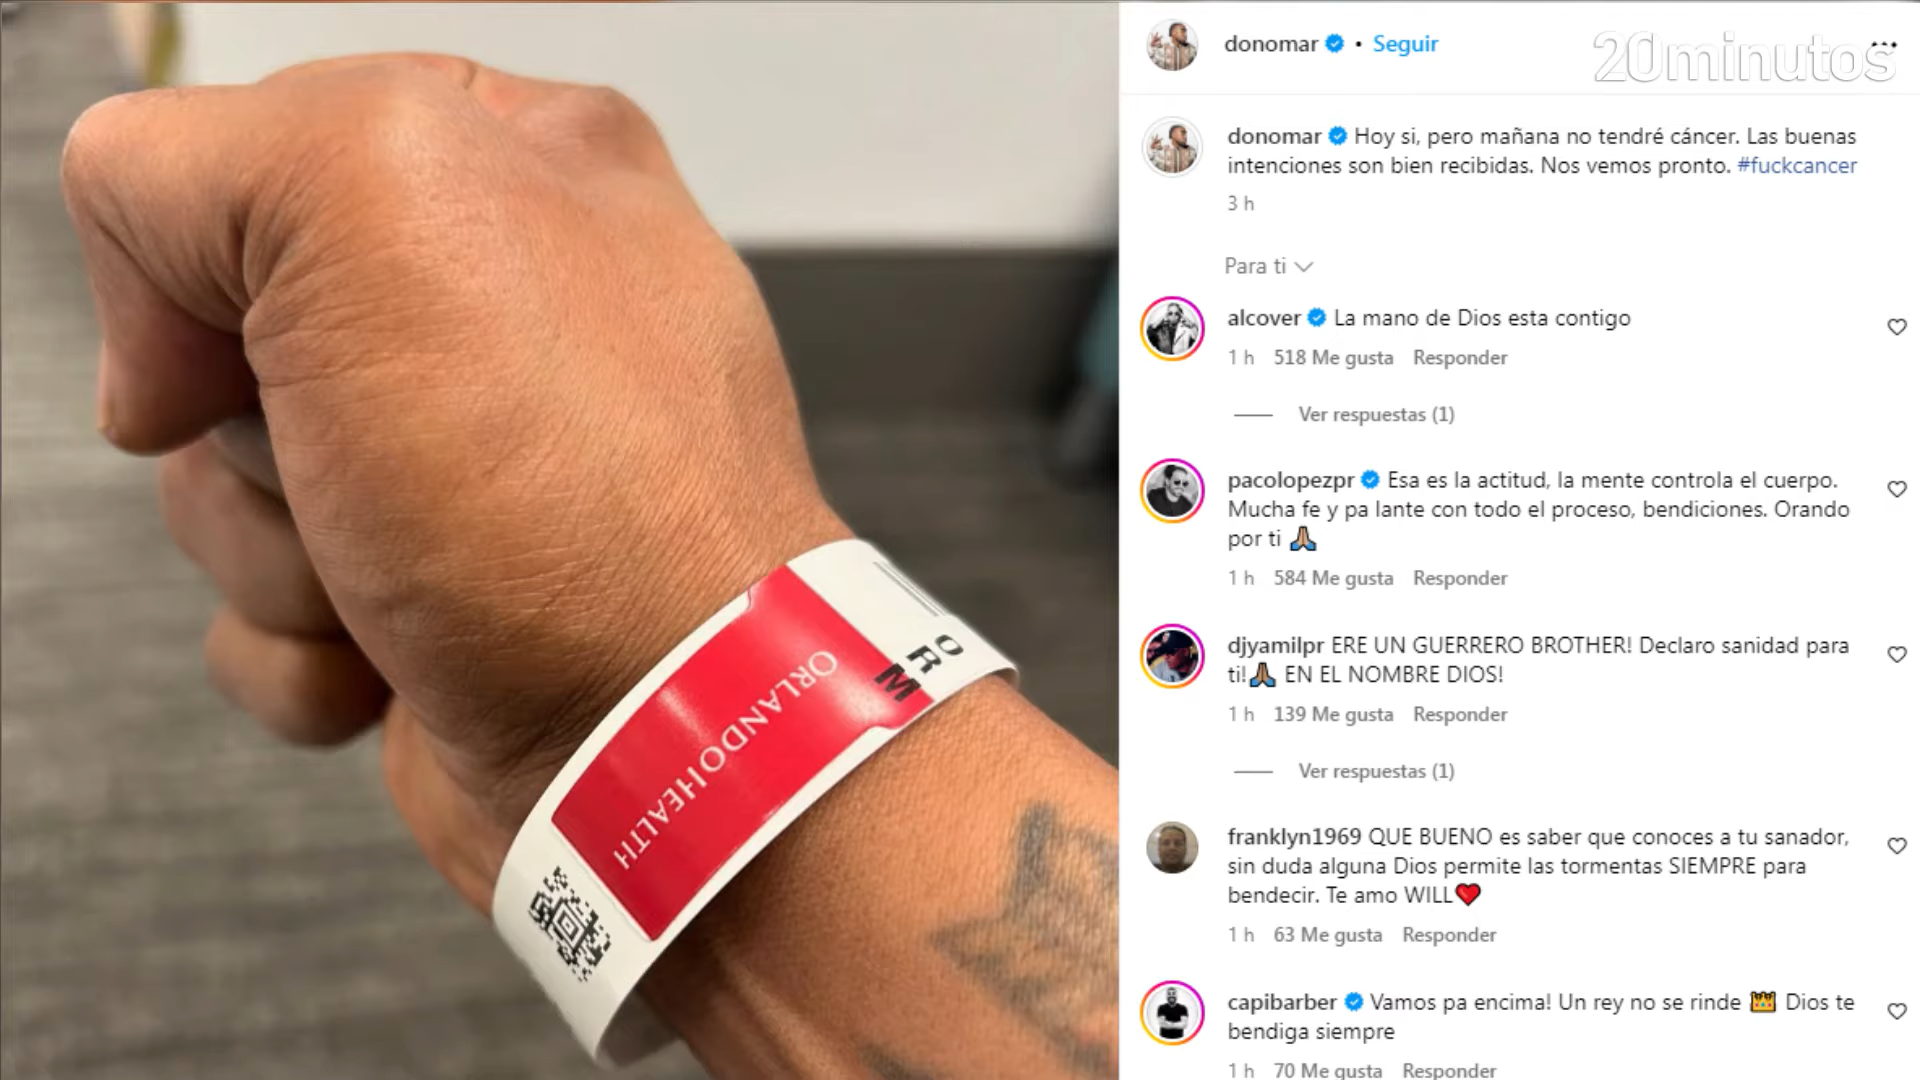 20minutos
donomar • Seguir
donomar Hoy si, pero mañana no tendré cáncer. Las buenas
intenciones son bien recibidas. Nos vemos pronto. #fuckcancer
3 h
Para ti
alcover La mano de Dios esta contigo
1 h 518 Me gusta Responder
Ver respuestas (1)
pacolopezpr Esa es la actitud, la mente controla el cuerpo.
Mucha fe y pa lante con todo el proceso, bendiciones. Orando
por ti 🙏🏽
1 h 584 Me gusta Responder
djyamilpr ERE UN GUERRERO BROTHER! Declaro sanidad para
ti!🙏🏽 EN EL NOMBRE DIOS!
1 h 139 Me gusta Responder
Ver respuestas (1)
franklyn1969 QUE BUENO es saber que conoces a tu sanador,
sin duda alguna Dios permite las tormentas SIEMPRE para
bendecir. Te amo WILL❤️
1 h 63 Me gusta Responder
capibarber Vamos pa encima! Un rey no se rinde 👑 Dios te
bendiga siempre
1 h 70 Me gusta Responder
ORLANDO HEALTH
ORM